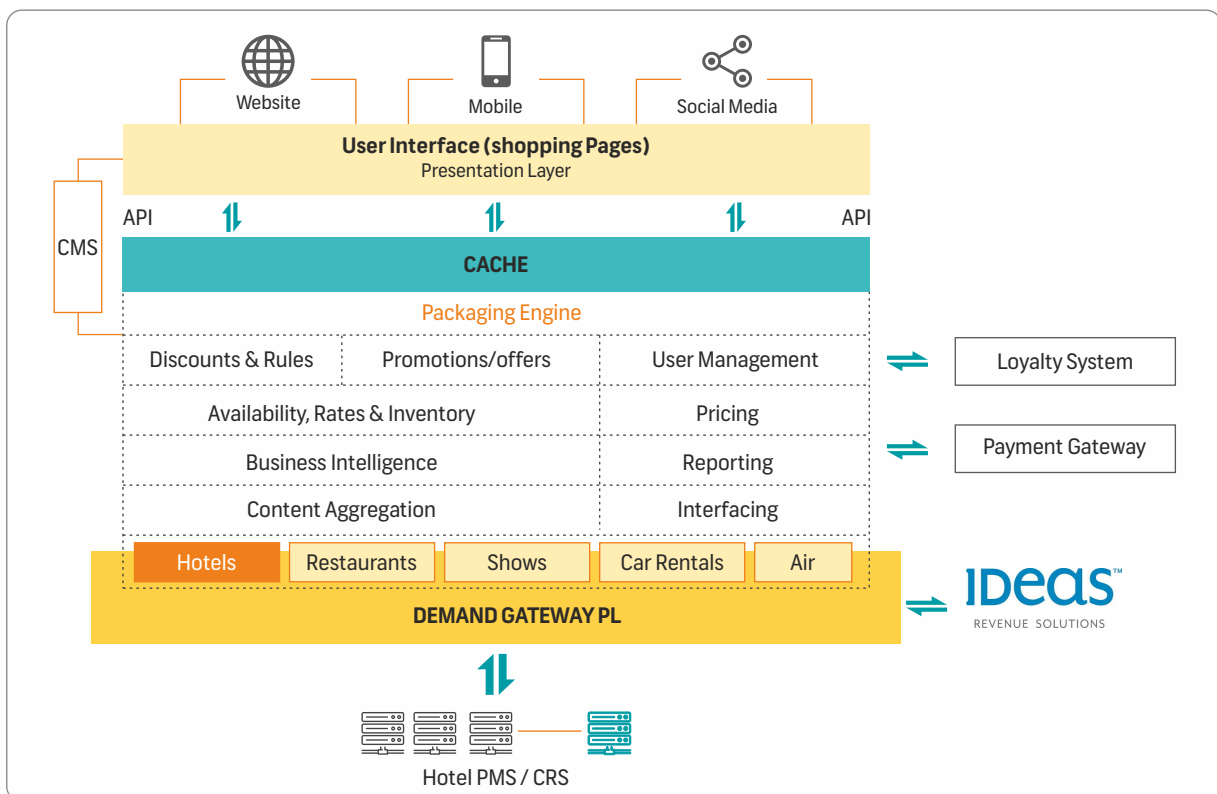 Website
Mobile
Social Media
User Interface (shopping Pages)
Presentation Layer
API
API
CMS
CACHE
Packaging Engine
Discounts & Rules
Promotions/offers
User Management
Loyalty System
Availability, Rates & Inventory
Pricing
Payment Gateway
Business Intelligence
Reporting
Content Aggregation
Interfacing
Hotels
Restaurants
Shows
Car Rentals
Air
IDeas™
REVENUE SOLUTIONS
DEMAND GATEWAY PL
Hotel PMS / CRS